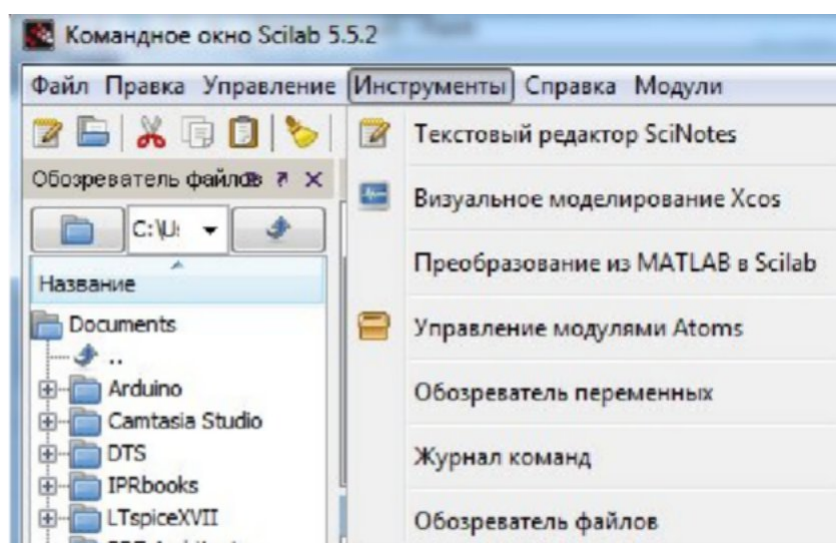 Командное окно Scilab 5.5.2
Файл Правка Управление Инструменты Справка Модули
Обозреватель файлов
C:\U:
Название
Documents
..
Arduino
Camtasia Studio
DTS
IPRbooks
LTspiceXVII
Текстовый редактор SciNotes
Визуальное моделирование Xcos
Преобразование из MATLAB в Scilab
Управление модулями Atoms
Обозреватель переменных
Журнал команд
Обозреватель файлов